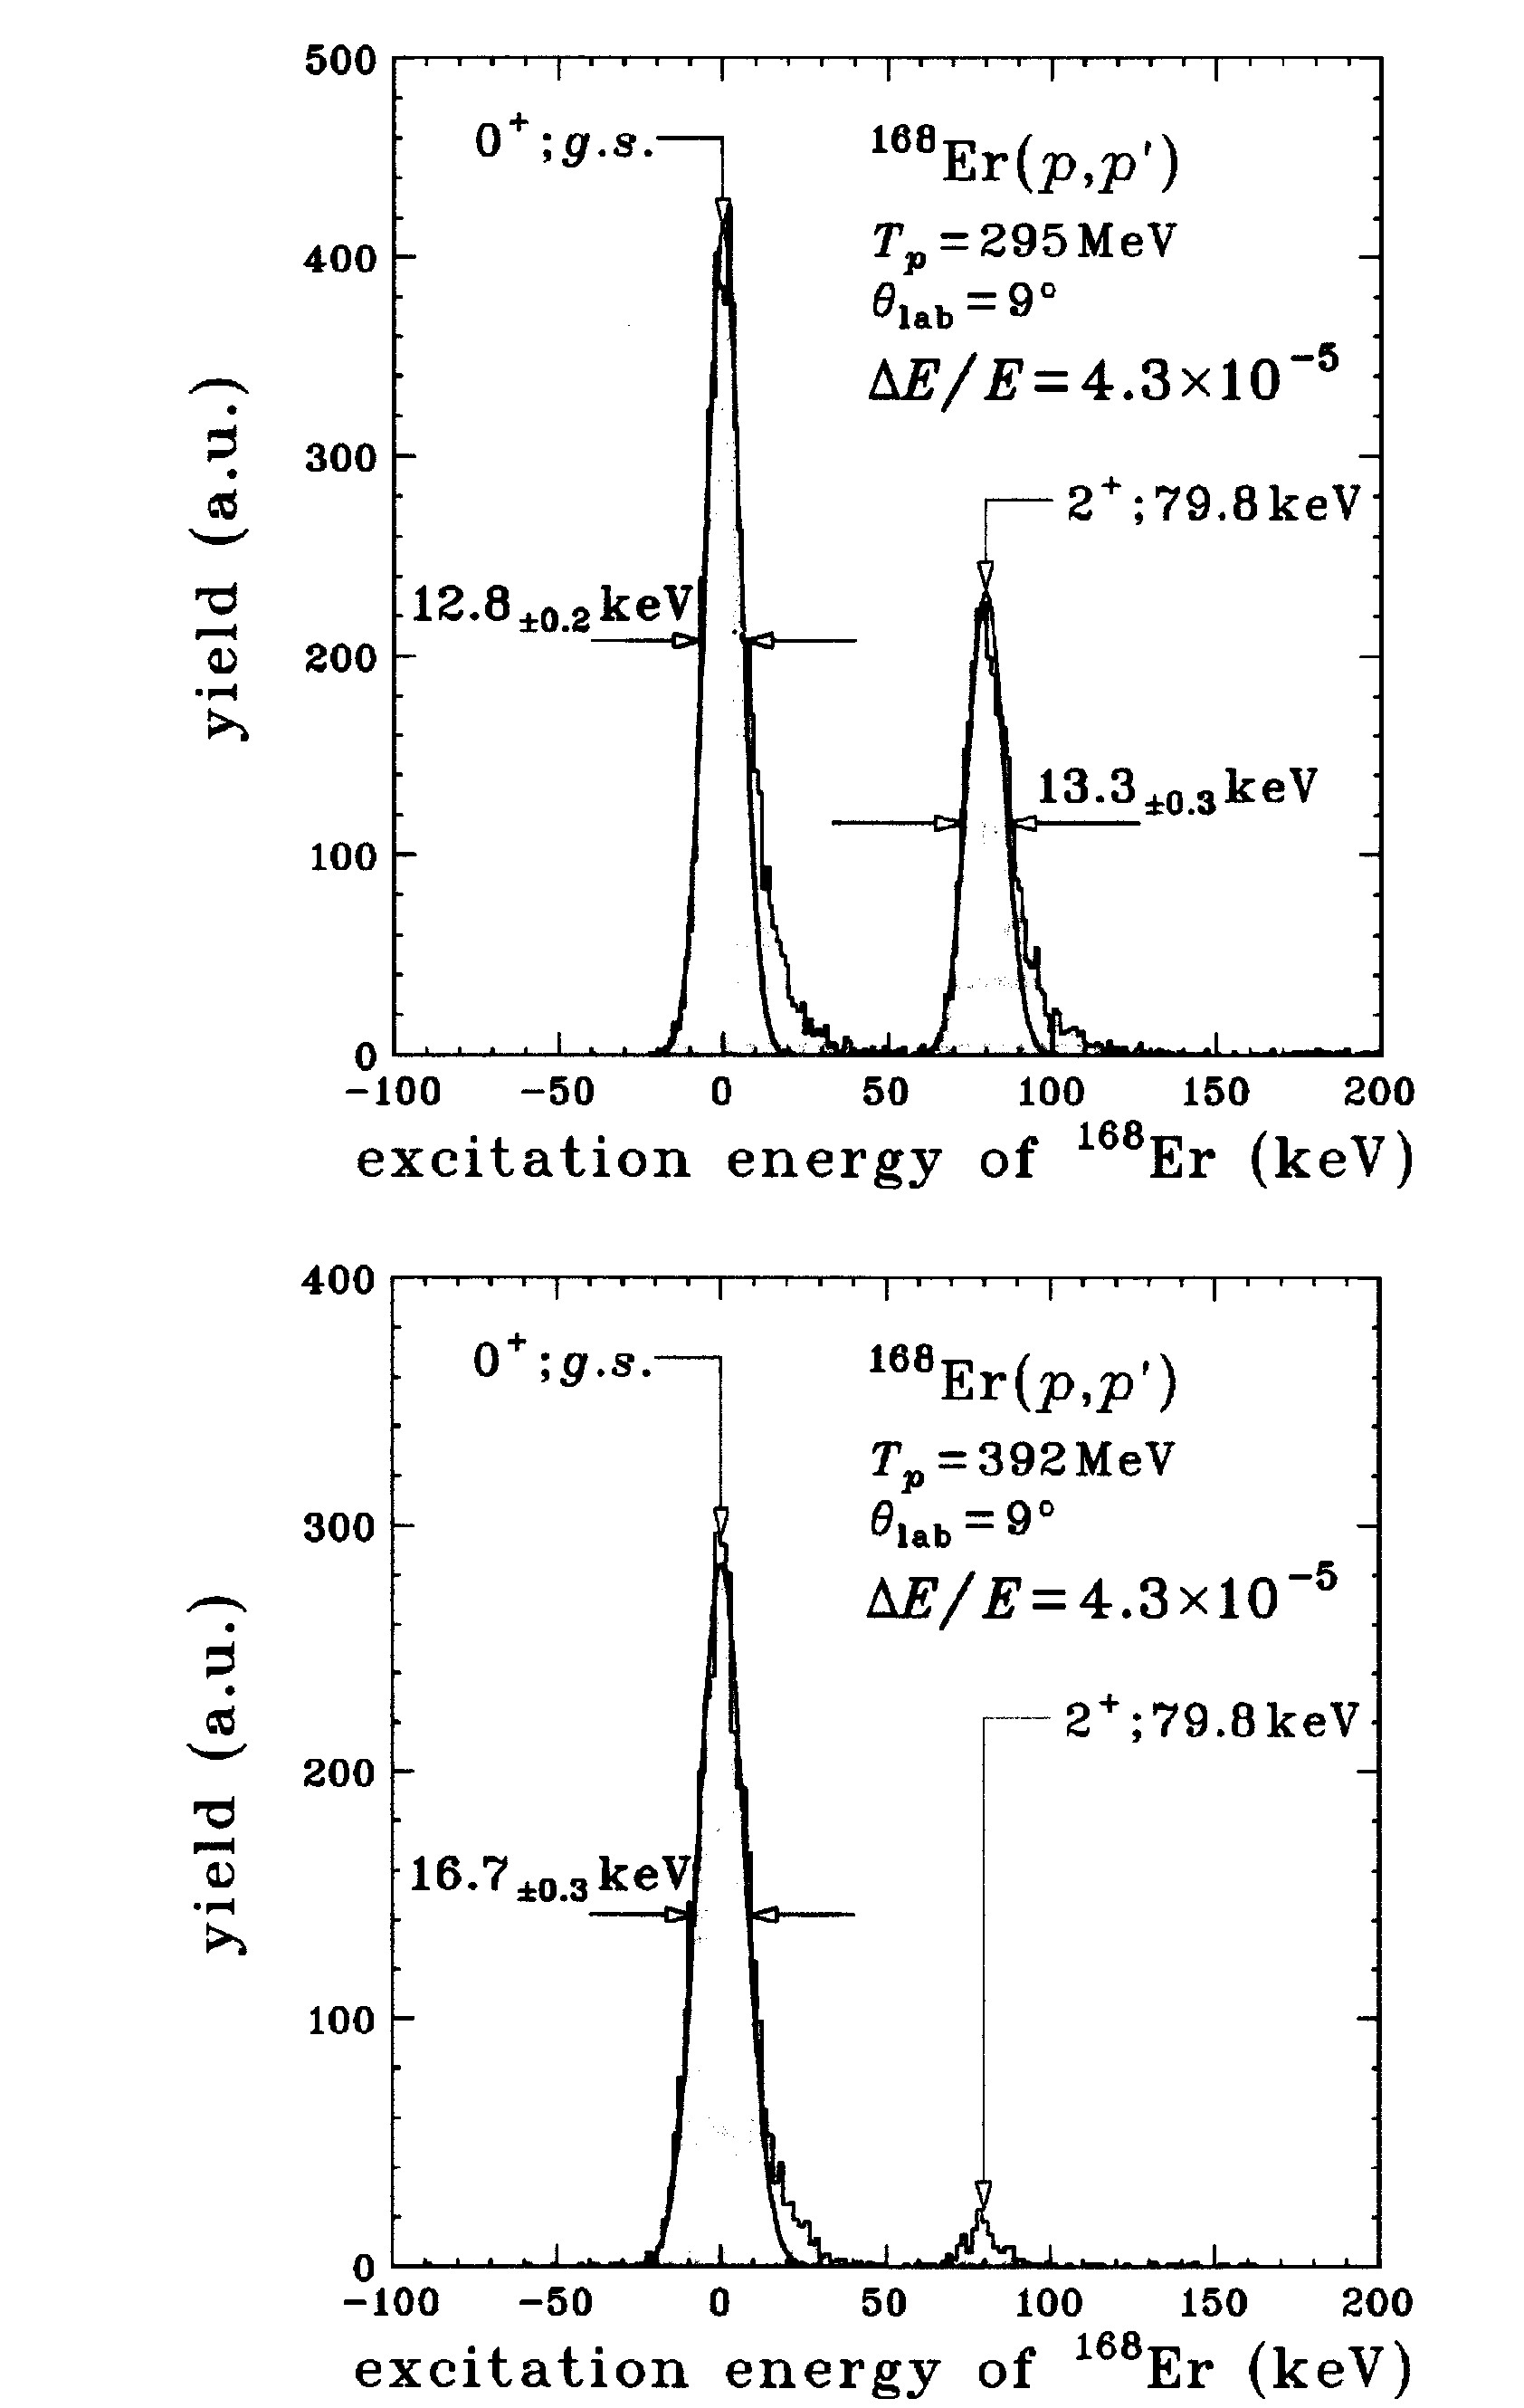 500
400
300
200
100
0
yield (a.u.)
0⁺;g.s.
¹⁶⁸Er(p,p')
Tₚ=295MeV
θ_lab=9°
ΔE/E=4.3×10⁻⁵
2⁺;79.8keV
12.8±0.2keV
13.3±0.3keV
−100 −50 0 50 100 150 200
excitation energy of ¹⁶⁸Er (keV)
400
300
200
100
0
yield (a.u.)
0⁺;g.s.
¹⁶⁸Er(p,p')
Tₚ=392MeV
θ_lab=9°
ΔE/E=4.3×10⁻⁵
2⁺;79.8keV
16.7±0.3keV
−100 −50 0 50 100 150 200
excitation energy of ¹⁶⁸Er (keV)